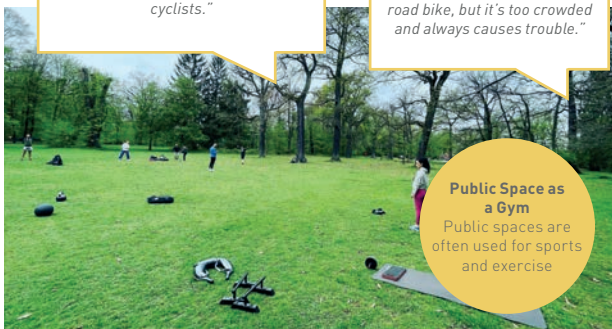 cyclists."
road bike, but it's too crowded
and always causes trouble."
Public Space as
a Gym
Public spaces are
often used for sports
and exercise